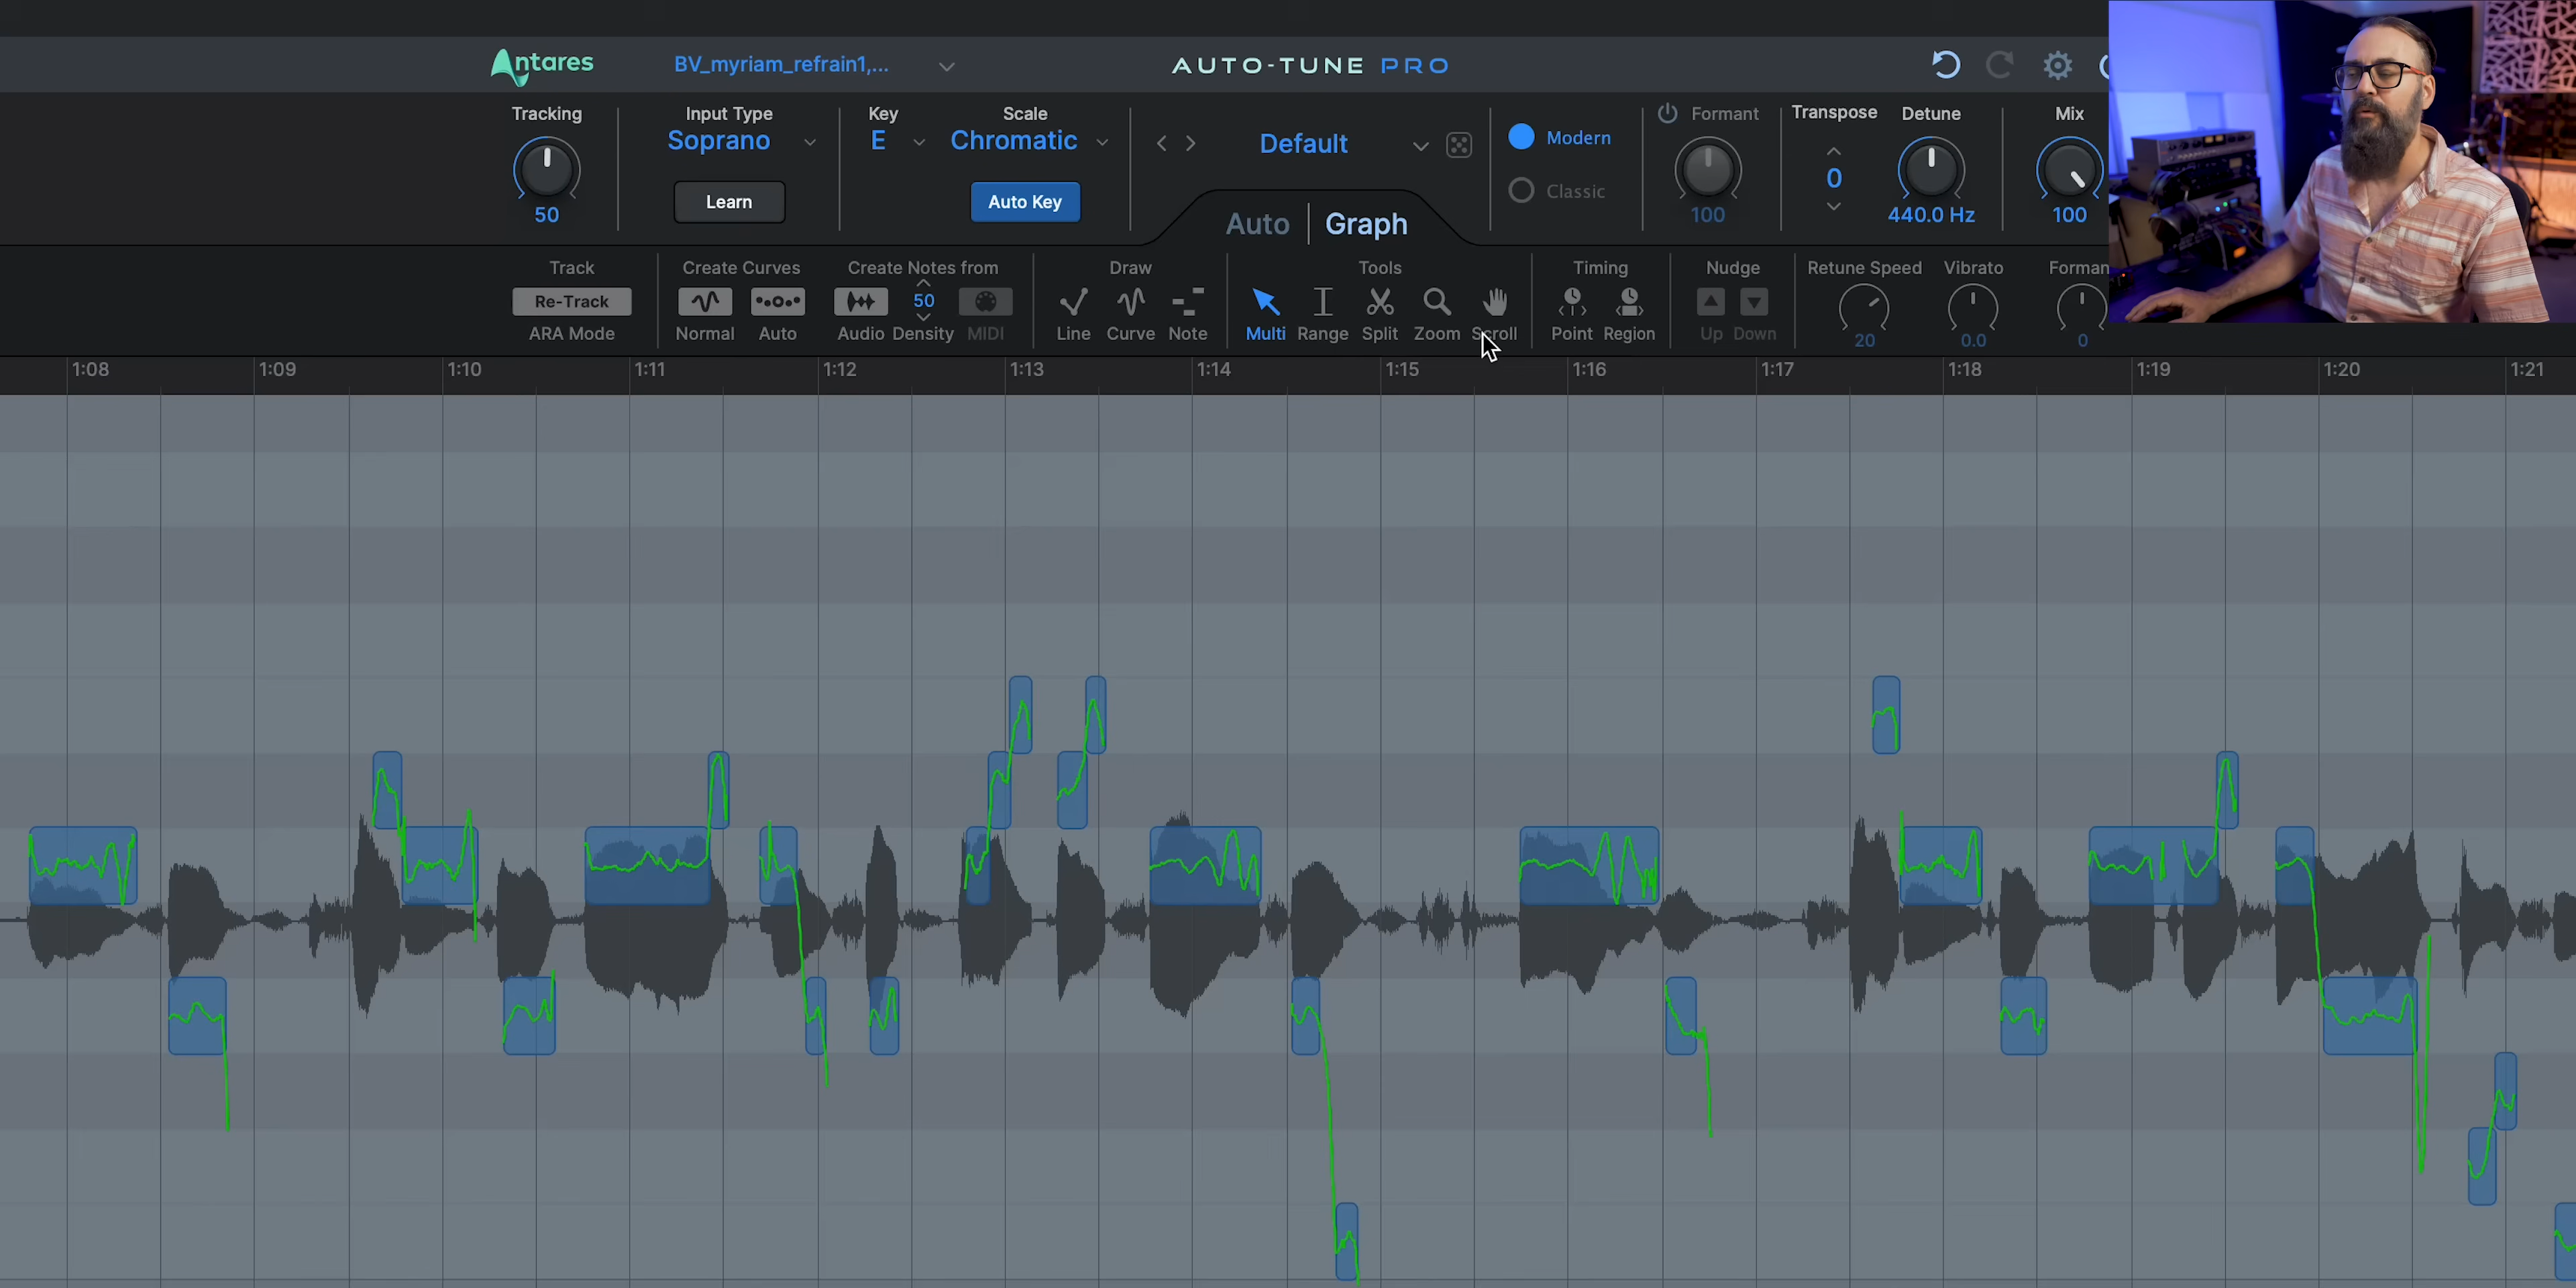 Antares
BV_myriam_refrain1,...
AUTO-TUNE PRO
Tracking
50
Input Type
Soprano
Learn
Key
E
Scale
Chromatic
Auto Key
Default
Modern
Classic
Formant
100
Transpose
0
Detune
440.0 Hz
Mix
100
Auto | Graph
Track
Re-Track
ARA Mode
Create Curves
Normal Auto
Create Notes from
50
Audio Density MIDI
Draw
Line Curve Note
Tools
Multi Range Split Zoom Scroll
Timing
Point Region
Nudge
Up Down
Retune Speed
20
Vibrato
0.0
Forman
0
1:08 1:09 1:10 1:11 1:12 1:13 1:14 1:15 1:16 1:17 1:18 1:19 1:20 1:21